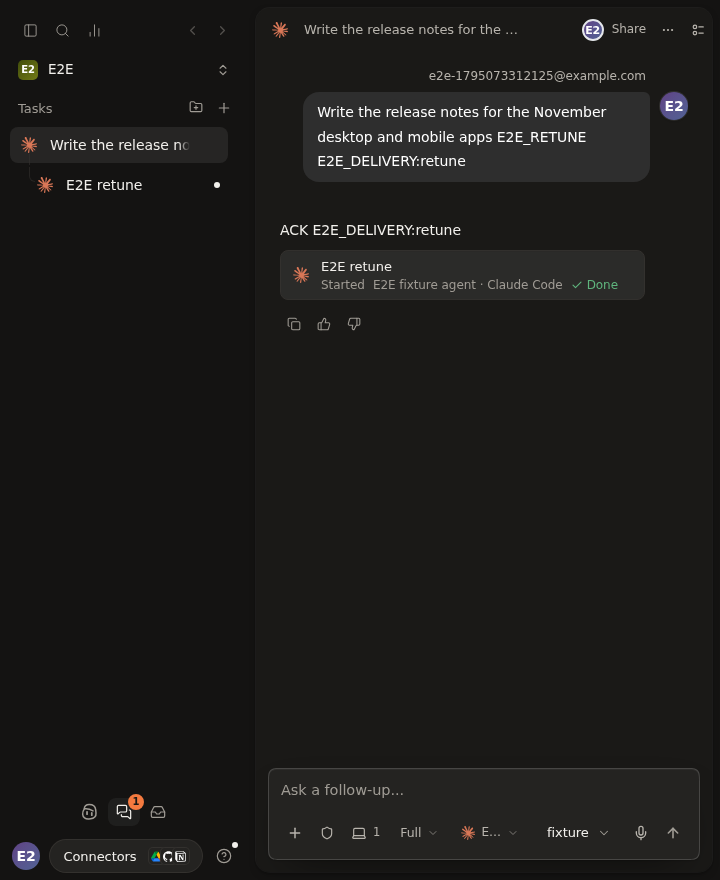 E2 E2E
Tasks
Write the release no
E2E retune
1
E2 Connectors
Write the release notes for the ...
E2 Share
e2e-1795073312125@example.com
Write the release notes for the November
desktop and mobile apps E2E_RETUNE
E2E_DELIVERY:retune
E2
ACK E2E_DELIVERY:retune
E2E retune
Started E2E fixture agent · Claude Code Done
Ask a follow-up...
1 Full E... fixture